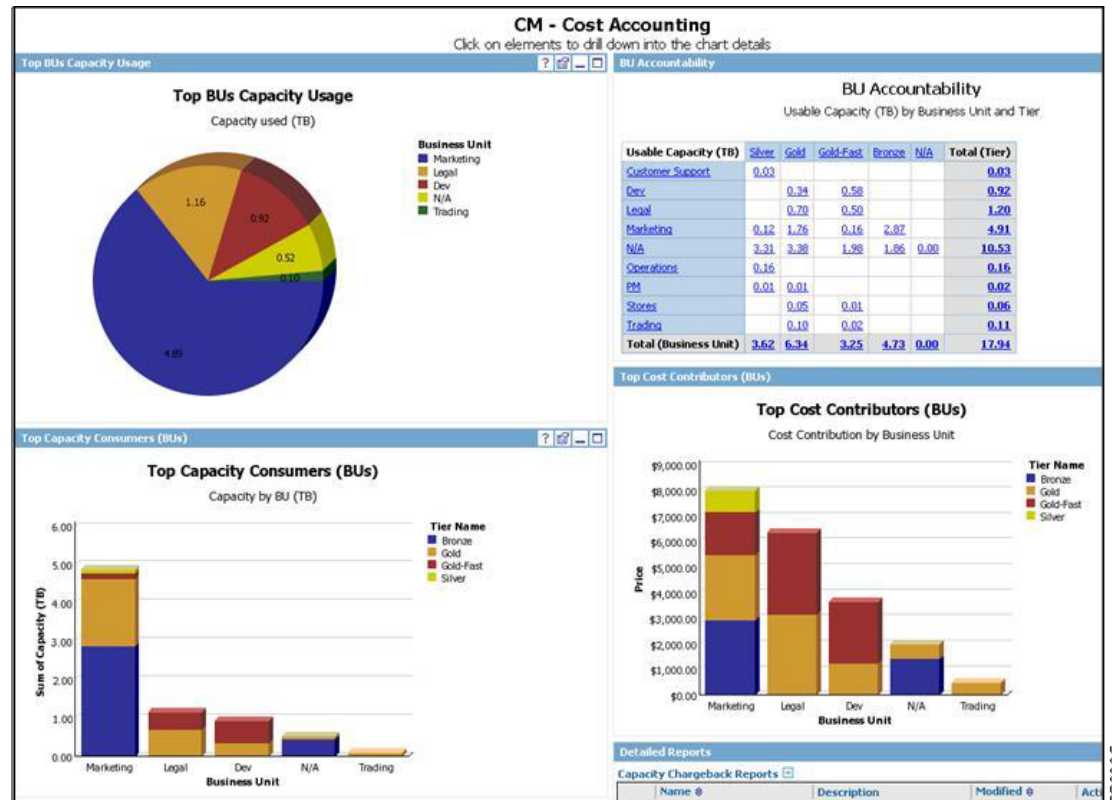 CM - Cost Accounting
Click on elements to drill down into the chart details
Top BUs Capacity Usage
?
Top BUs Capacity Usage
Capacity used (TB)
Business Unit
Marketing
Legal
Dev
N/A
Trading
1.16
0.92
0.52
0.10
4.89
BU Accountability
BU Accountability
Usable Capacity (TB) by Business Unit and Tier
Usable Capacity (TB) Silver Gold Gold-Fast Bronze N/A Total (Tier)
Customer Support 0.03 0.03
Dev 0.34 0.58 0.92
Legal 0.70 0.50 1.20
Marketing 0.12 1.76 0.16 2.87 4.91
N/A 3.31 3.38 1.98 1.86 0.00 10.53
Operations 0.16 0.16
PM 0.01 0.01 0.02
Stores 0.05 0.01 0.06
Trading 0.10 0.02 0.11
Total (Business Unit) 3.62 6.34 3.25 4.73 0.00 17.94
Top Capacity Consumers (BUs)
?
Top Capacity Consumers (BUs)
Capacity by BU (TB)
Tier Name
Bronze
Gold
Gold-Fast
Silver
Sum of Capacity (TB)
6.00
5.00
4.00
3.00
2.00
1.00
0.00
Marketing Legal Dev N/A Trading
Business Unit
Top Cost Contributors (BUs)
Top Cost Contributors (BUs)
Cost Contribution by Business Unit
Tier Name
Bronze
Gold
Gold-Fast
Silver
Price
$9,000.00
$8,000.00
$7,000.00
$6,000.00
$5,000.00
$4,000.00
$3,000.00
$2,000.00
$1,000.00
$0.00
Marketing Legal Dev N/A Trading
Business Unit
Detailed Reports
Capacity Chargeback Reports
Name Description Modified